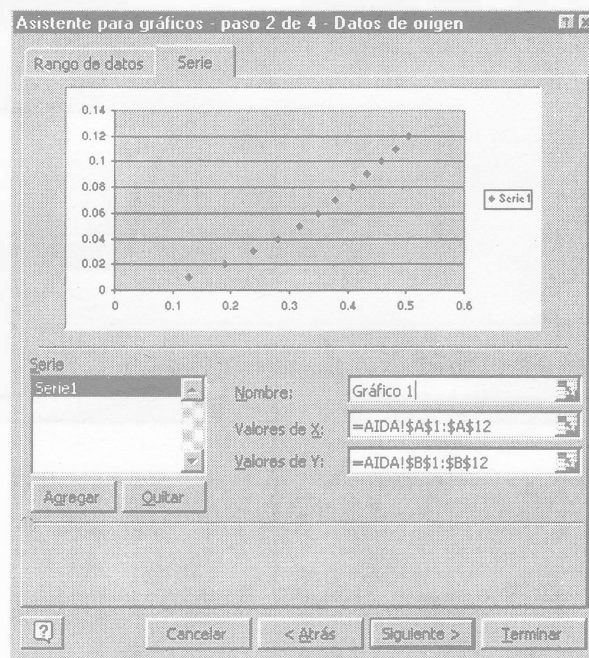 Asistente para gráficos - paso 2 de 4 - Datos de origen
Rango de datos Serie
0.14
0.12
0.1
0.08
0.06
0.04
0.02
0
0 0.1 0.2 0.3 0.4 0.5 0.6
Serie1
Serie
Serie1
Nombre: Gráfico 1
Valores de X: =AIDA!$A$1:$A$12
Valores de Y: =AIDA!$B$1:$B$12
Agregar Quitar
Cancelar < Atrás Siguiente > Terminar